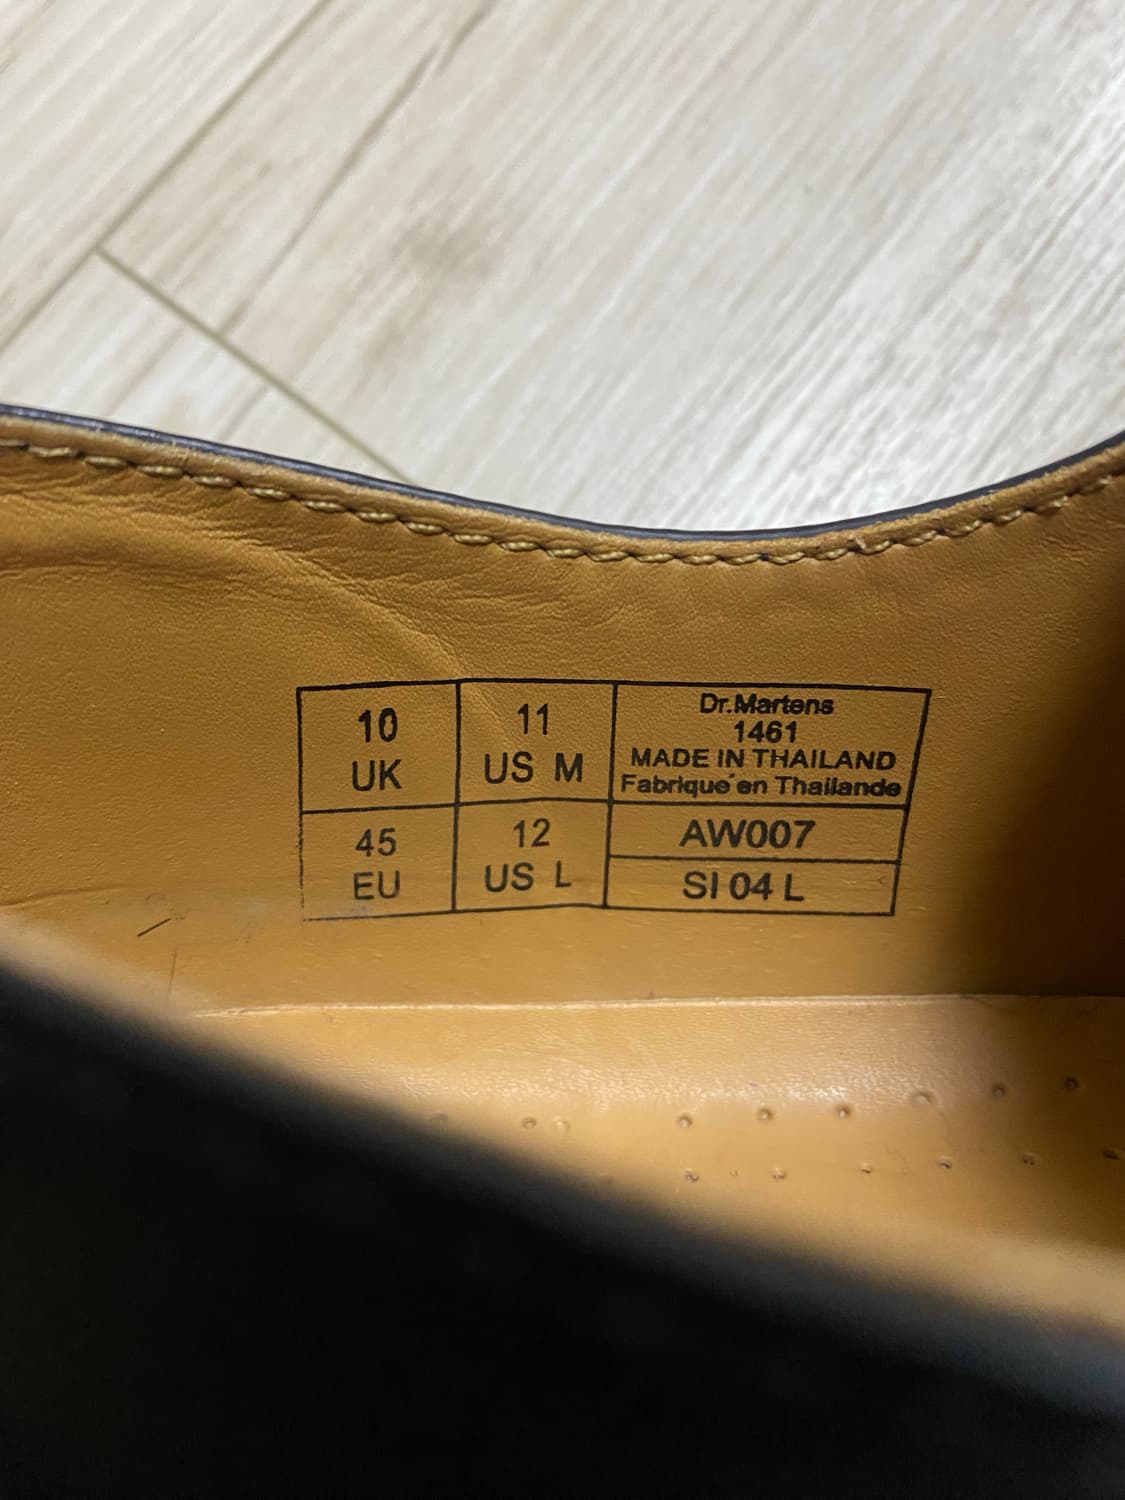 10
UK
11
US M
Dr.Martens
1461
MADE IN THAILAND
Fabrique´en Thailande
45
EU
12
US L
AW007
SI 04 L